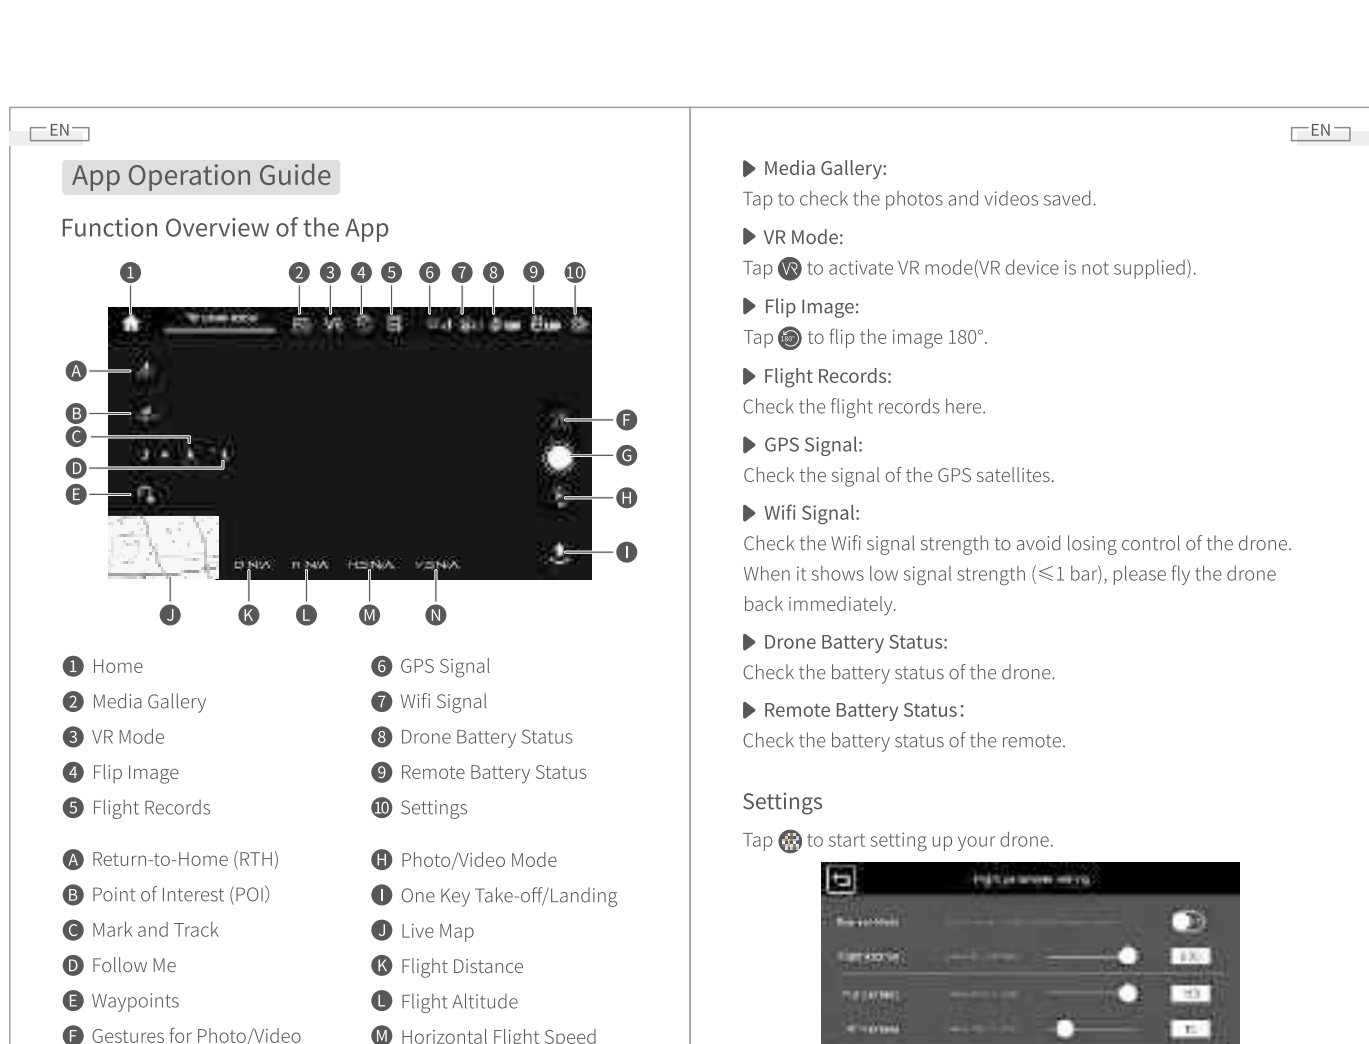 EN
App Operation Guide
Function Overview of the App
1 2 3 4 5 6 7 8 9 10
A
B
C
D
E
F
G
H
I
D N/A H N/A HS N/A VS N/A
J K L M N
1 Home
2 Media Gallery
3 VR Mode
4 Flip Image
5 Flight Records
6 GPS Signal
7 Wifi Signal
8 Drone Battery Status
9 Remote Battery Status
10 Settings
A Return-to-Home (RTH)
B Point of Interest (POI)
C Mark and Track
D Follow Me
E Waypoints
F Gestures for Photo/Video
H Photo/Video Mode
I One Key Take-off/Landing
J Live Map
K Flight Distance
L Flight Altitude
M Horizontal Flight Speed
EN
Media Gallery:
Tap to check the photos and videos saved.
VR Mode:
Tap VR to activate VR mode(VR device is not supplied).
Flip Image:
Tap 180° to flip the image 180°.
Flight Records:
Check the flight records here.
GPS Signal:
Check the signal of the GPS satellites.
Wifi Signal:
Check the Wifi signal strength to avoid losing control of the drone.
When it shows low signal strength (≤1 bar), please fly the drone
back immediately.
Drone Battery Status:
Check the battery status of the drone.
Remote Battery Status：
Check the battery status of the remote.
Settings
Tap to start setting up your drone.